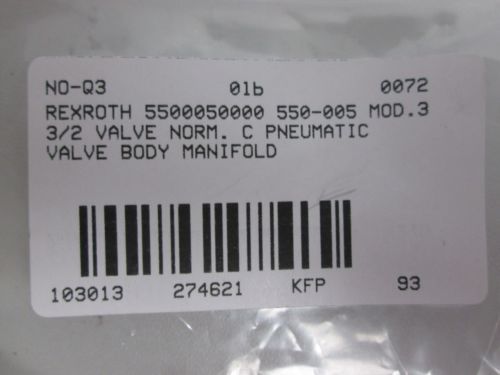 NO-Q3 01b 0072
REXROTH 5500050000 550-005 MOD.3
3/2 VALVE NORM. C PNEUMATIC
VALVE BODY MANIFOLD
103013 274621 KFP 93